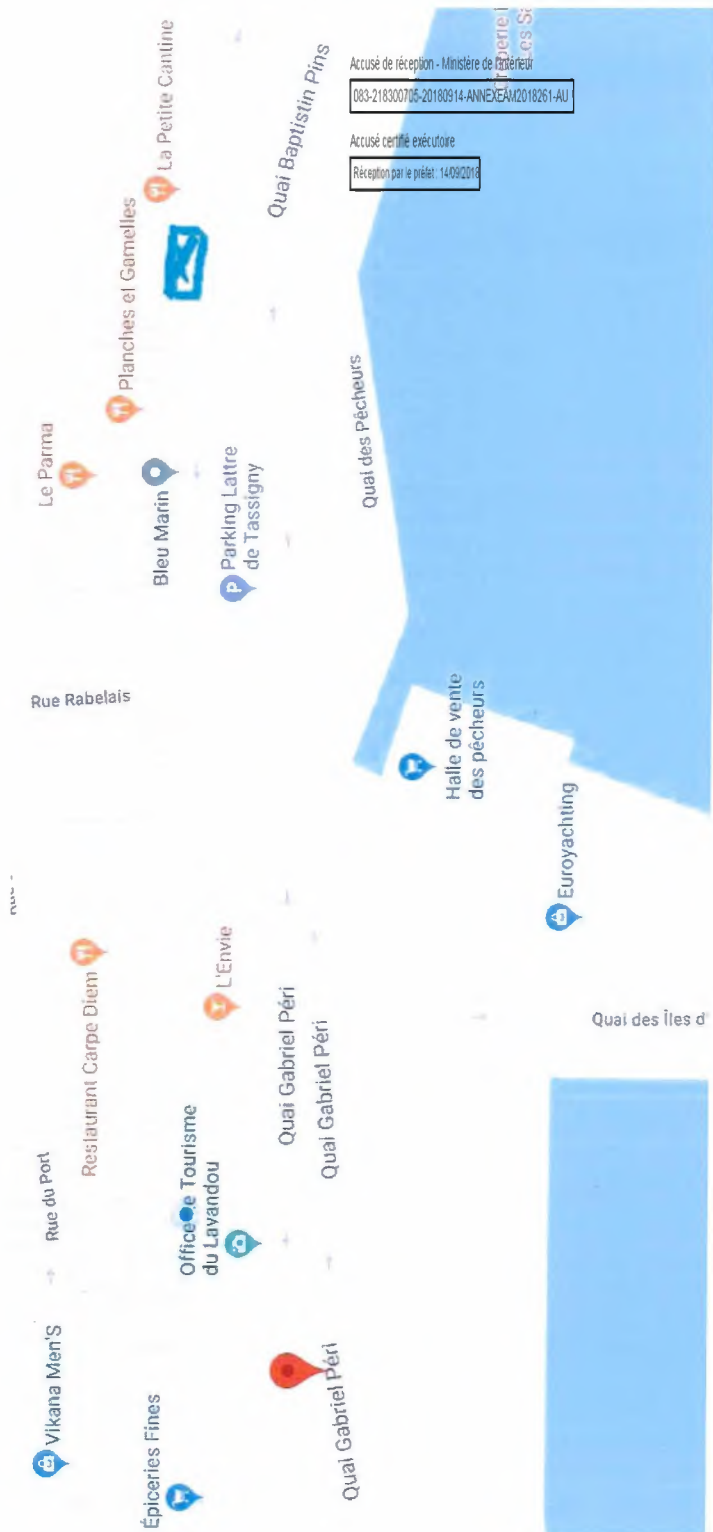 Accusé de réception - Ministère de l'intérieur
083-218300705-20180914-ANNEXEAM2018261-AU
Accusé certifié exécutoire
Réception par le préfet : 14/09/2018
Vikana Men'S
Rue du Port
Restaurant Carpe Diem
Rue Rabelais
Le Parma
Planches et Gamelles
La Petite Cantine
Épiceries Fines
Office de Tourisme
du Lavandou
L'Envie
Bleu Marin
Parking Lattre
de Tassigny
Quai Baptistin Pins
Quai Gabriel Péri
Quai Gabriel Péri
Quai Gabriel Péri
Quai des Pêcheurs
Halle de vente
des pêcheurs
Euroyachting
Quai des Îles d'